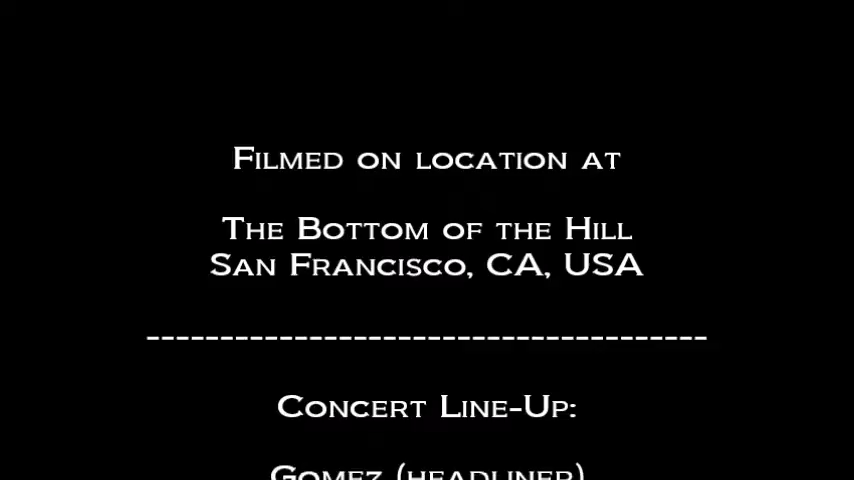 Filmed on location at
The Bottom of the Hill
San Francisco, CA, USA
--------------------------------------
Concert Line-Up:
Gomez (headliner)